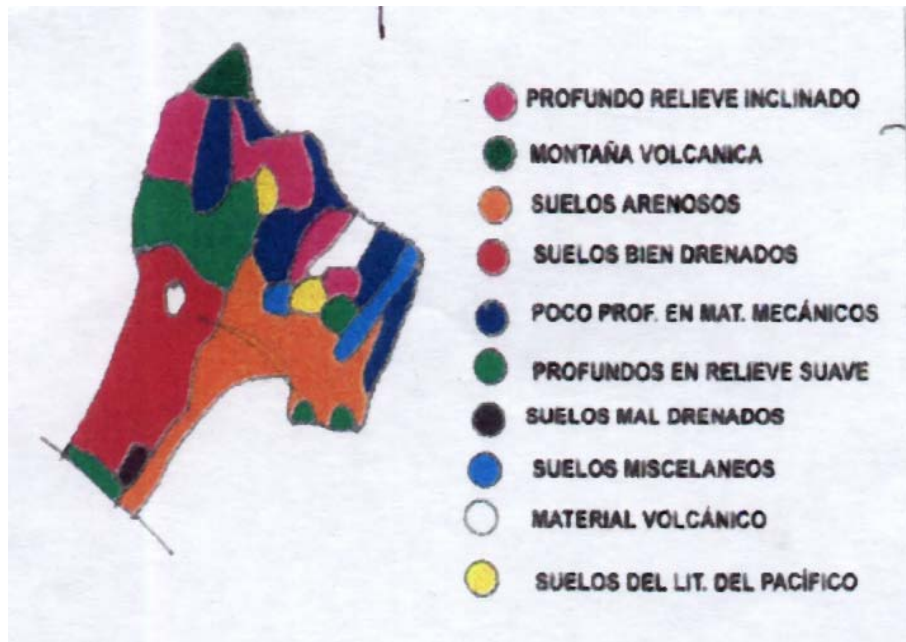 PROFUNDO RELIEVE INCLINADO
MONTAÑA VOLCANICA
SUELOS ARENOSOS
SUELOS BIEN DRENADOS
POCO PROF. EN MAT. MECÁNICOS
PROFUNDOS EN RELIEVE SUAVE
SUELOS MAL DRENADOS
SUELOS MISCELANEOS
MATERIAL VOLCÁNICO
SUELOS DEL LIT. DEL PACÍFICO